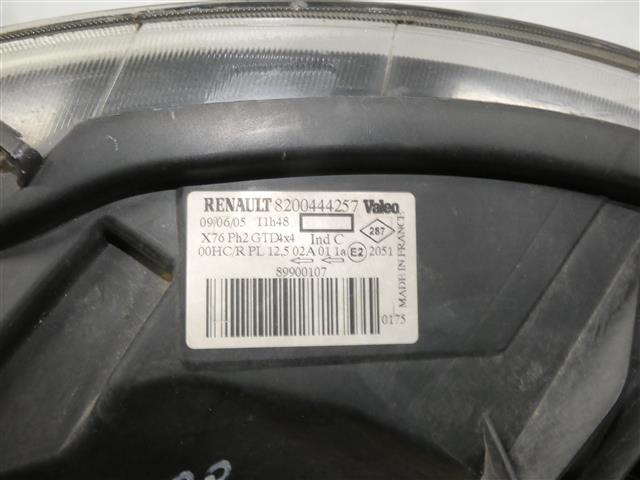 RENAULT 8200444257 Valeo
09/06/05 11h48
X76 Ph2 GTD4x4 Ind C
287
00HC/R PL 12,5 02A 01 1a E2 2051
89900107
0175
MADE IN FRANCE